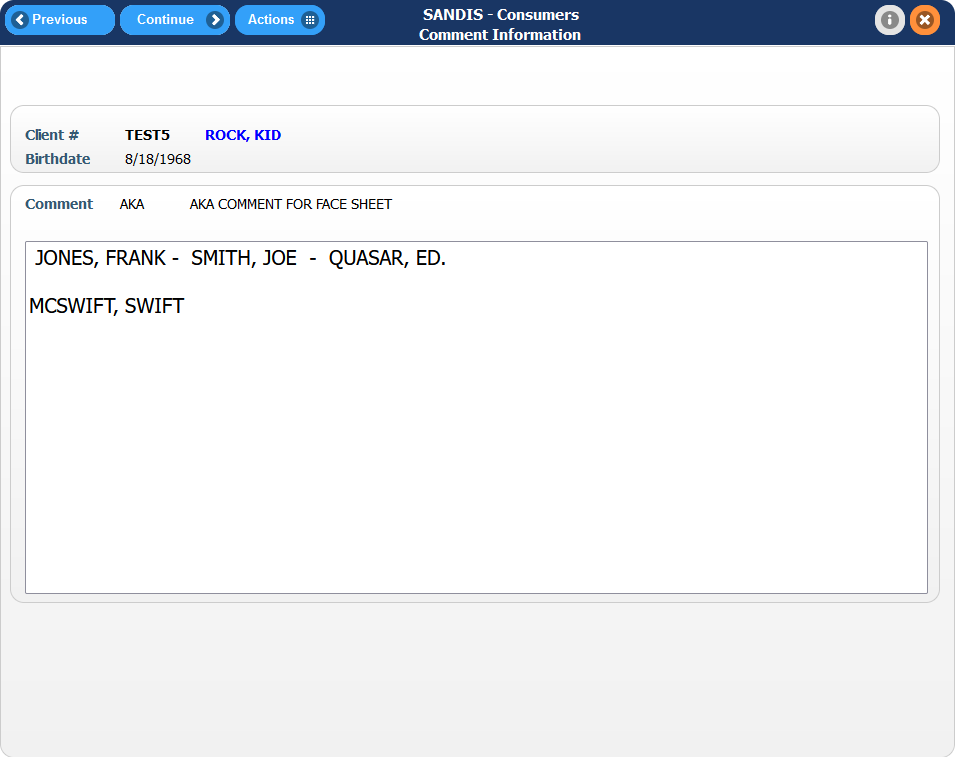 Previous Continue Actions
SANDIS - Consumers
Comment Information
Client # TEST5 ROCK, KID
Birthdate 8/18/1968
Comment AKA AKA COMMENT FOR FACE SHEET
JONES, FRANK -  SMITH, JOE  -  QUASAR, ED.
MCSWIFT, SWIFT